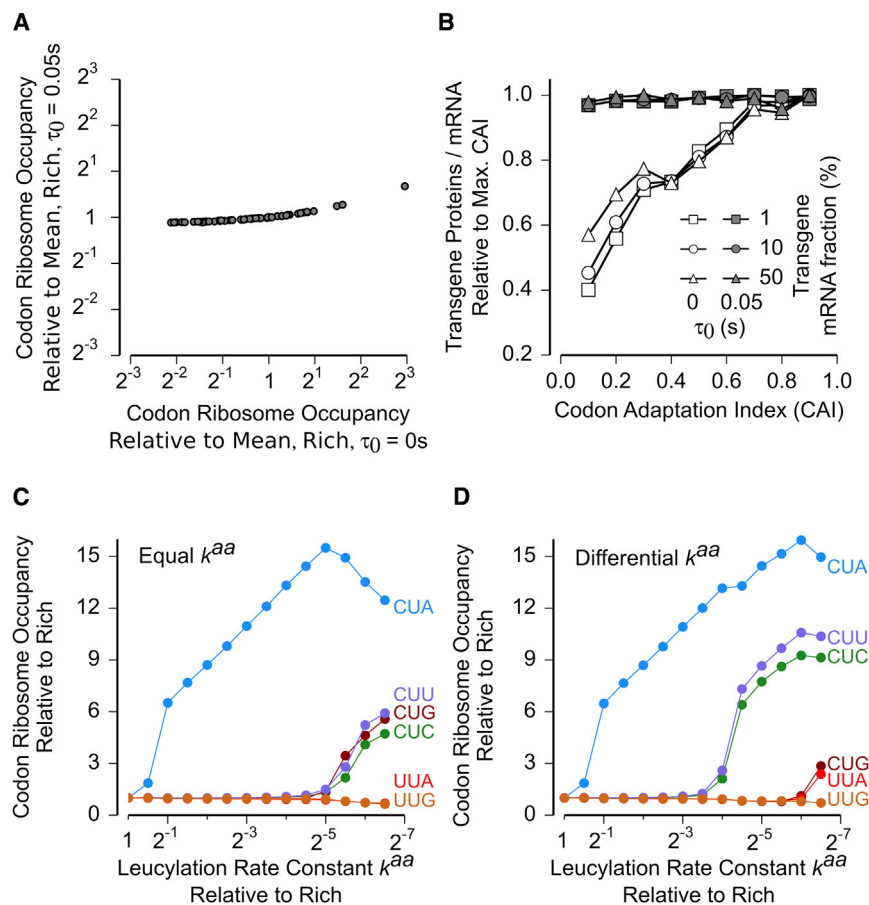 A
Codon Ribosome Occupancy
Relative to Mean, Rich, τ0 = 0.05s
2^3
2^2
2^1
1
2^-1
2^-2
2^-3
2^-3
2^-2
2^-1
1
2^1
2^2
2^3
Codon Ribosome Occupancy
Relative to Mean, Rich, τ0 = 0s
B
Transgene Proteins / mRNA
Relative to Max. CAI
1.0
0.8
0.6
0.4
0.2
0.0
0.2
0.4
0.6
0.8
1.0
Codon Adaptation Index (CAI)
1
10
50
0 0.05
τ0 (s)
Transgene
mRNA fraction (%)
C
Codon Ribosome Occupancy
Relative to Rich
15
12
9
6
3
0
Equal k^aa
CUA
CUU
CUG
CUC
UUA
UUG
1
2^-1
2^-3
2^-5
2^-7
Leucylation Rate Constant k^aa
Relative to Rich
D
Codon Ribosome Occupancy
Relative to Rich
15
12
9
6
3
0
Differential k^aa
CUA
CUU
CUC
CUG
UUA
UUG
1
2^-1
2^-3
2^-5
2^-7
Leucylation Rate Constant k^aa
Relative to Rich